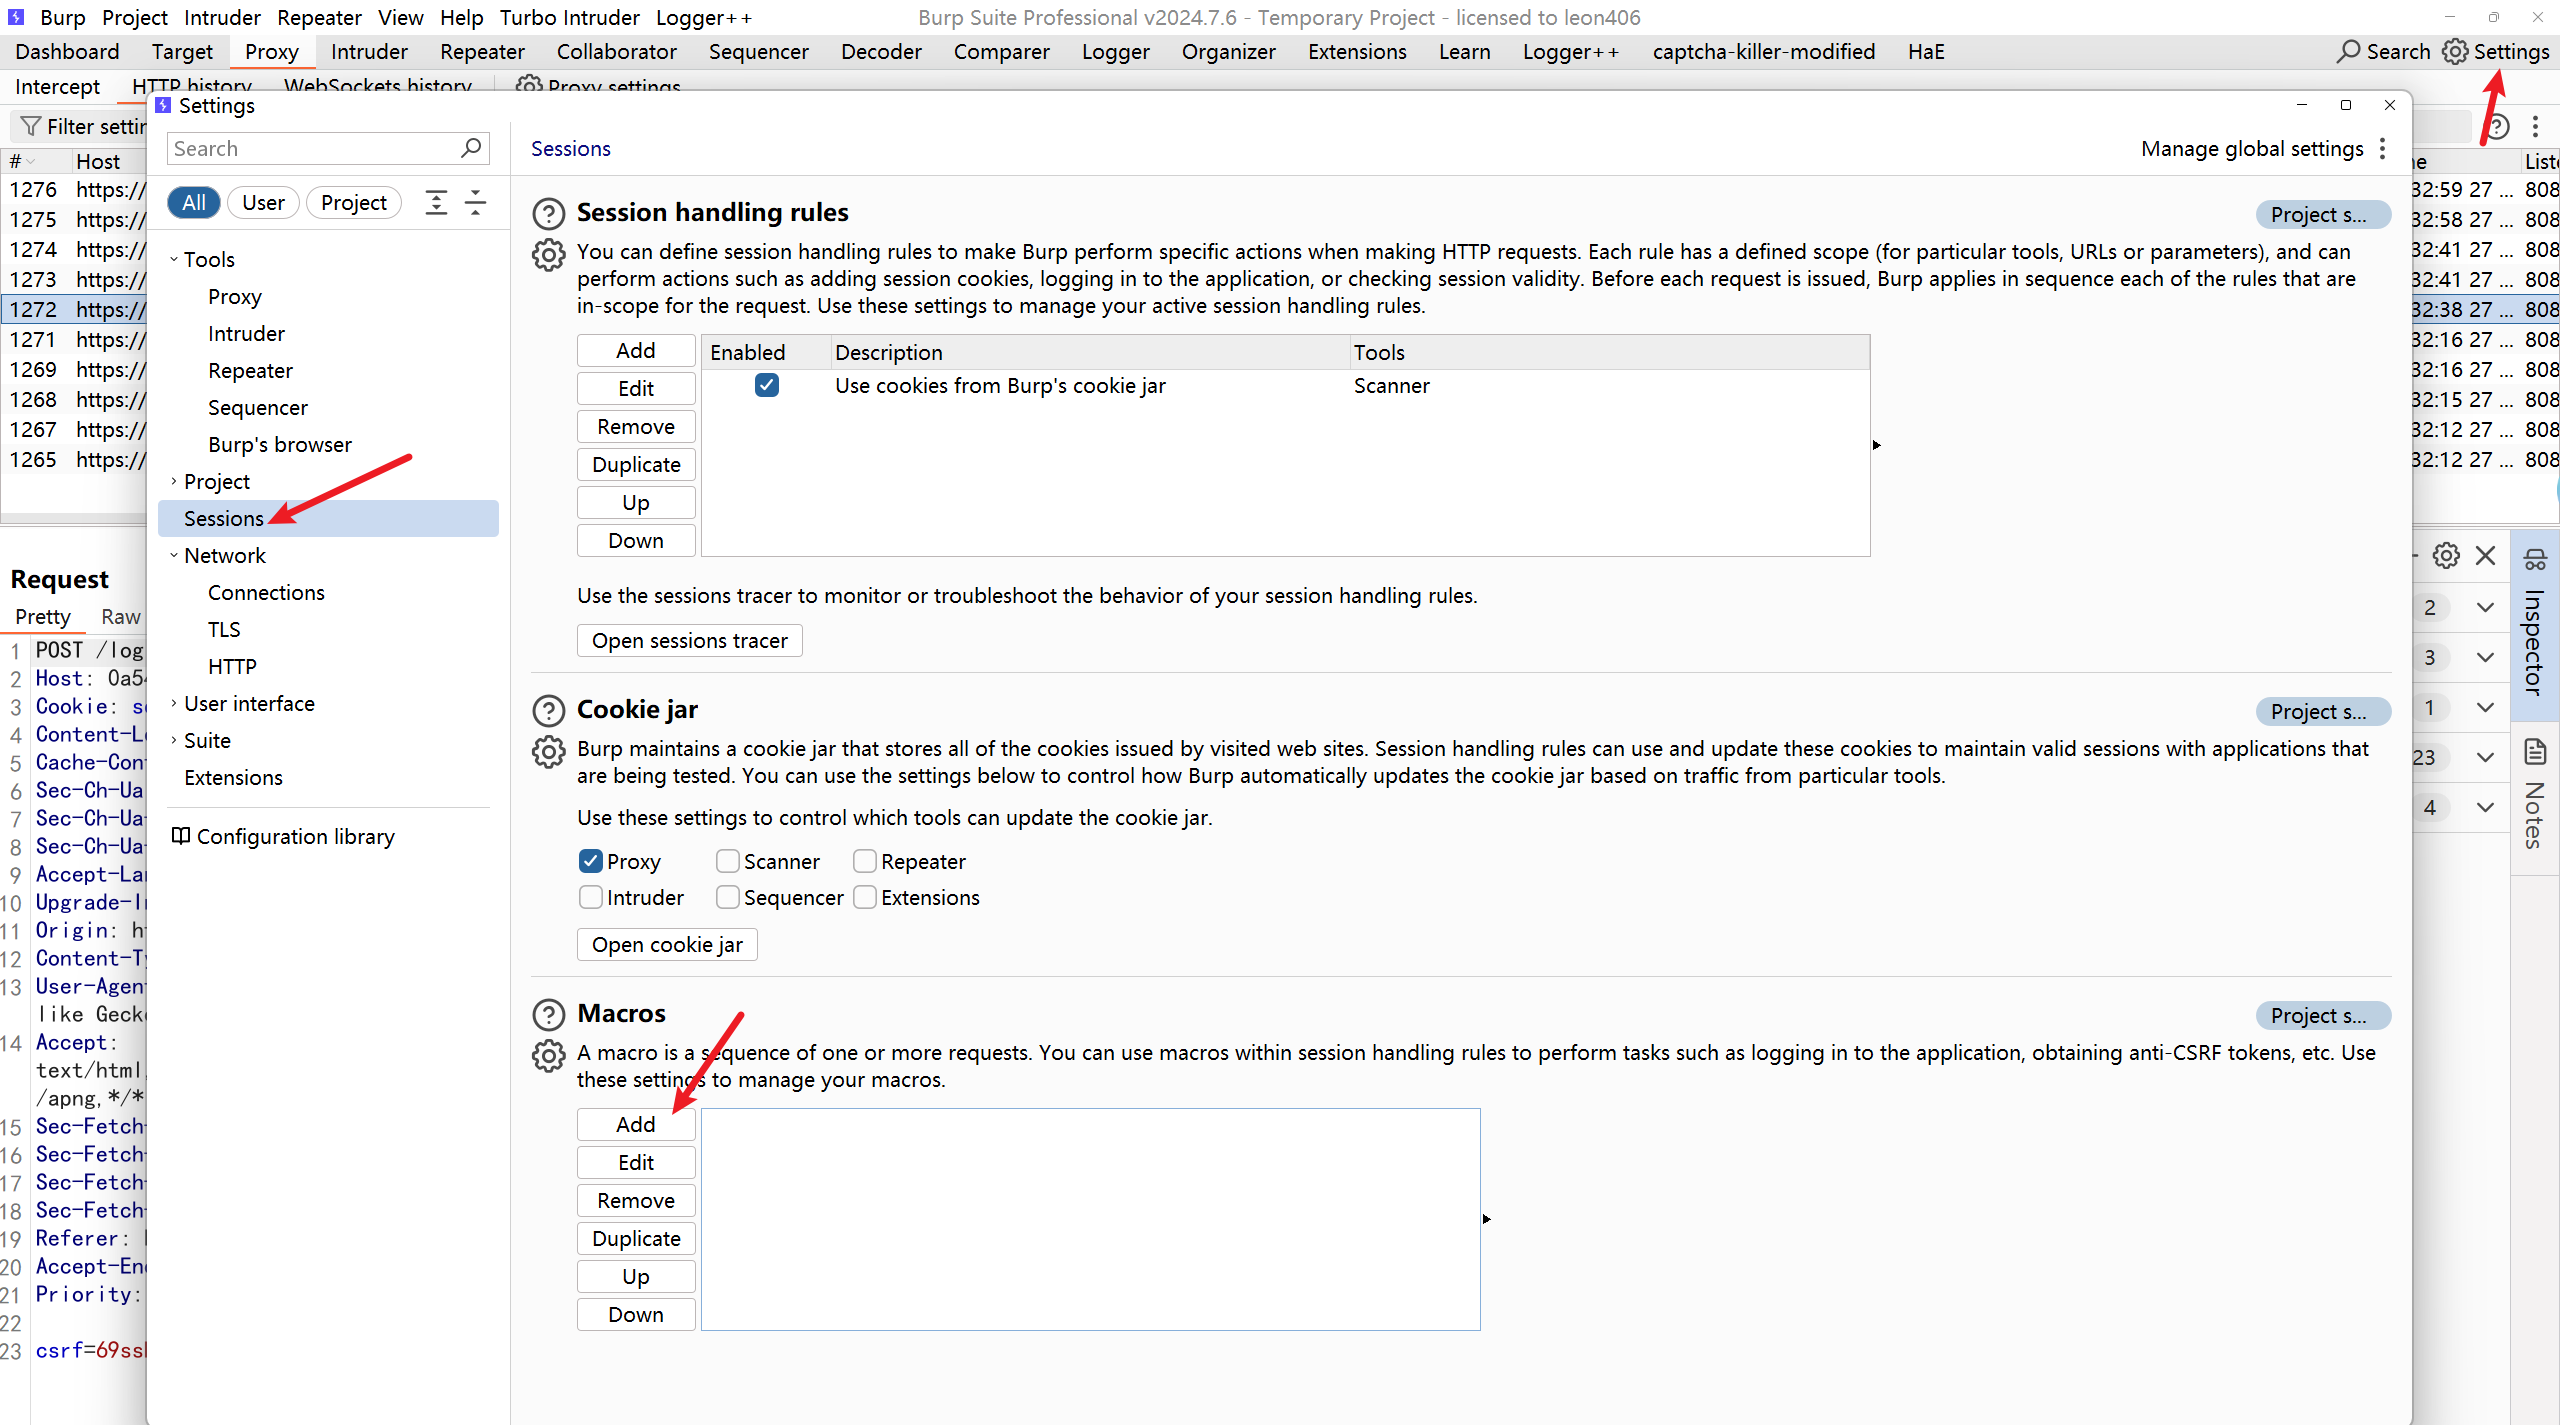 Burp Project Intruder Repeater View Help Turbo Intruder Logger++ Burp Suite Professional v2024.7.6 - Temporary Project - licensed to leon406
Dashboard Target Proxy Intruder Repeater Collaborator Sequencer Decoder Comparer Logger Organizer Extensions Learn Logger++ captcha-killer-modified HaE Search Settings
Intercept HTTP history WebSockets history Proxy settings
Filter settin
# Host
1276 https://
1275 https://
1274 https://
1273 https://
1272 https://
1271 https://
1269 https://
1268 https://
1267 https://
1265 https://
Request
Pretty Raw
1 POST /log
2 Host: 0a54
3 Cookie: se
4 Content-Le
5 Cache-Cont
6 Sec-Ch-Ua
7 Sec-Ch-Ua-
8 Sec-Ch-Ua-
9 Accept-Lan
10 Upgrade-In
11 Origin: ht
12 Content-Ty
13 User-Agent
like Gecko
14 Accept:
text/html,
/apng,*/*
15 Sec-Fetch-
16 Sec-Fetch-
17 Sec-Fetch-
18 Sec-Fetch-
19 Referer: h
20 Accept-Enc
21 Priority:
22
23 csrf=69ssl
Settings
Search
All User Project
Tools
Proxy
Intruder
Repeater
Sequencer
Burp's browser
Project
Sessions
Network
Connections
TLS
HTTP
User interface
Suite
Extensions
Configuration library
Sessions
Manage global settings
Session handling rules
Project s...
You can define session handling rules to make Burp perform specific actions when making HTTP requests. Each rule has a defined scope (for particular tools, URLs or parameters), and can
perform actions such as adding session cookies, logging in to the application, or checking session validity. Before each request is issued, Burp applies in sequence each of the rules that are
in-scope for the request. Use these settings to manage your active session handling rules.
Add
Edit
Remove
Duplicate
Up
Down
Enabled Description Tools
Use cookies from Burp's cookie jar Scanner
Use the sessions tracer to monitor or troubleshoot the behavior of your session handling rules.
Open sessions tracer
Cookie jar
Project s...
Burp maintains a cookie jar that stores all of the cookies issued by visited web sites. Session handling rules can use and update these cookies to maintain valid sessions with applications that
are being tested. You can use the settings below to control how Burp automatically updates the cookie jar based on traffic from particular tools.
Use these settings to control which tools can update the cookie jar.
Proxy Scanner Repeater
Intruder Sequencer Extensions
Open cookie jar
Macros
Project s...
A macro is a sequence of one or more requests. You can use macros within session handling rules to perform tasks such as logging in to the application, obtaining anti-CSRF tokens, etc. Use
these settings to manage your macros.
Add
Edit
Remove
Duplicate
Up
Down
ne Liste
32:59 27 ... 808
32:58 27 ... 808
32:41 27 ... 808
32:41 27 ... 808
32:38 27 ... 808
32:16 27 ... 808
32:16 27 ... 808
32:15 27 ... 808
32:12 27 ... 808
32:12 27 ... 808
2
3
1
23
4
Inspector
Notes